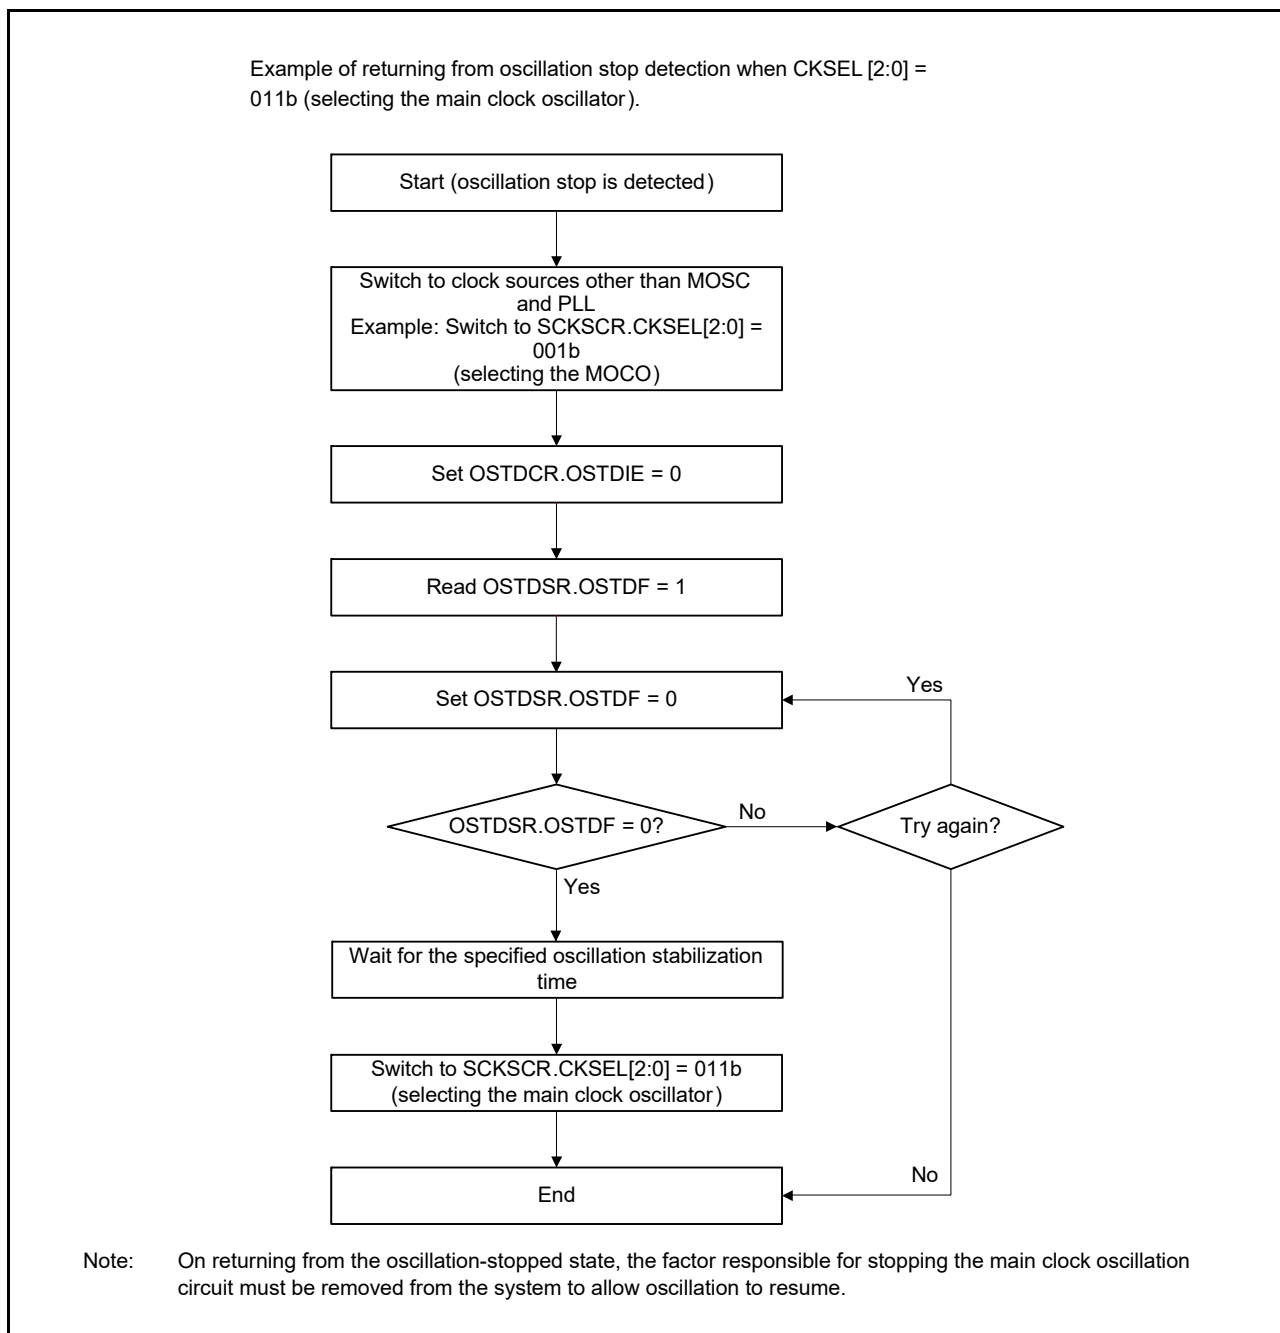 Example of returning from oscillation stop detection when CKSEL [2:0] =
011b (selecting the main clock oscillator).
Start (oscillation stop is detected)
Switch to clock sources other than MOSC
and PLL
Example: Switch to SCKSCR.CKSEL[2:0] =
001b
(selecting the MOCO)
Set OSTDCR.OSTDIE = 0
Read OSTDSR.OSTDF = 1
Set OSTDSR.OSTDF = 0
Yes
OSTDSR.OSTDF = 0?
No
Try again?
Yes
Wait for the specified oscillation stabilization
time
Switch to SCKSCR.CKSEL[2:0] = 011b
(selecting the main clock oscillator)
No
End
Note: On returning from the oscillation-stopped state, the factor responsible for stopping the main clock oscillation
circuit must be removed from the system to allow oscillation to resume.